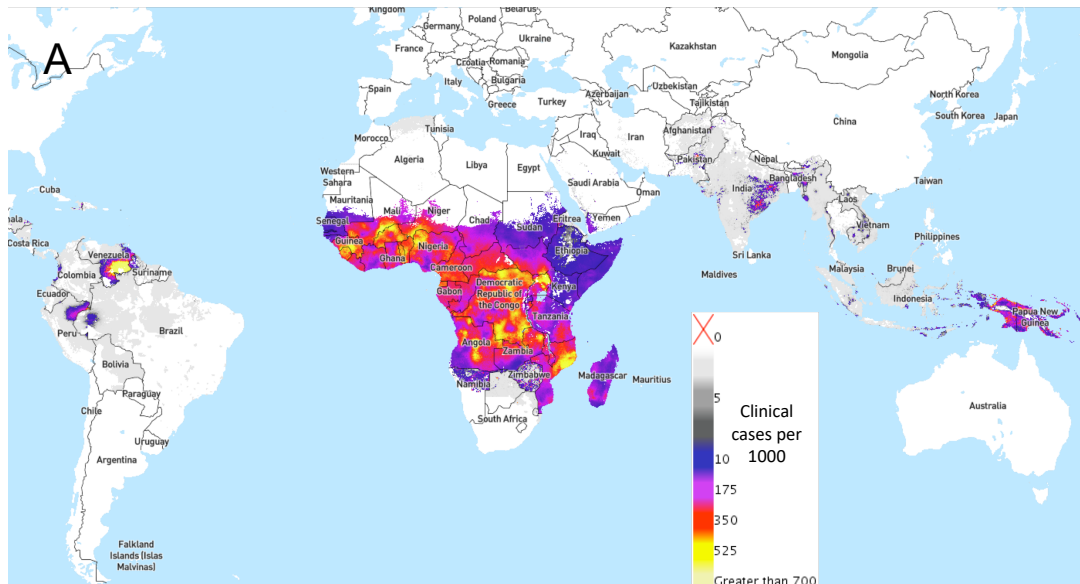 Kingdom
Belarus
Poland
Germany
Ukraine
France
Kazakhstan
Mongolia
Croatia
Romania
Italy
Bulgaria
Spain
Greece
Turkey
Azerbaijan
Uzbekistan
Tajikistan
North Korea
South Korea
Japan
A
Morocco
Tunisia
Iraq
Iran
Afghanistan
China
Kuwait
Algeria
Libya
Egypt
Pakistan
Nepal
Western
Sahara
Saudi Arabia
Oman
India
Bangladesh
Taiwan
Cuba
Mauritania
Mali
Niger
Chad
Sudan
Eritrea
Yemen
Laos
ala
Senegal
Vietnam
Philippines
Costa Rica
Guinea
Ghana
Nigeria
Ethiopia
Sri Lanka
Venezuela
Cameroon
Maldives
Malaysia
Brunei
Colombia
Suriname
Gabon
Democratic
Republic of
the Congo
Kenya
Indonesia
Ecuador
Tanzania
Papua New
Guinea
Peru
Brazil
Angola
Zambia
Bolivia
Namibia
Zimbabwe
Madagascar
Mauritius
Paraguay
Chile
South Africa
Australia
Uruguay
Argentina
Falkland
Islands (Islas
Malvinas)
0
5
10
175
350
525
Greater than 700
Clinical
cases per
1000